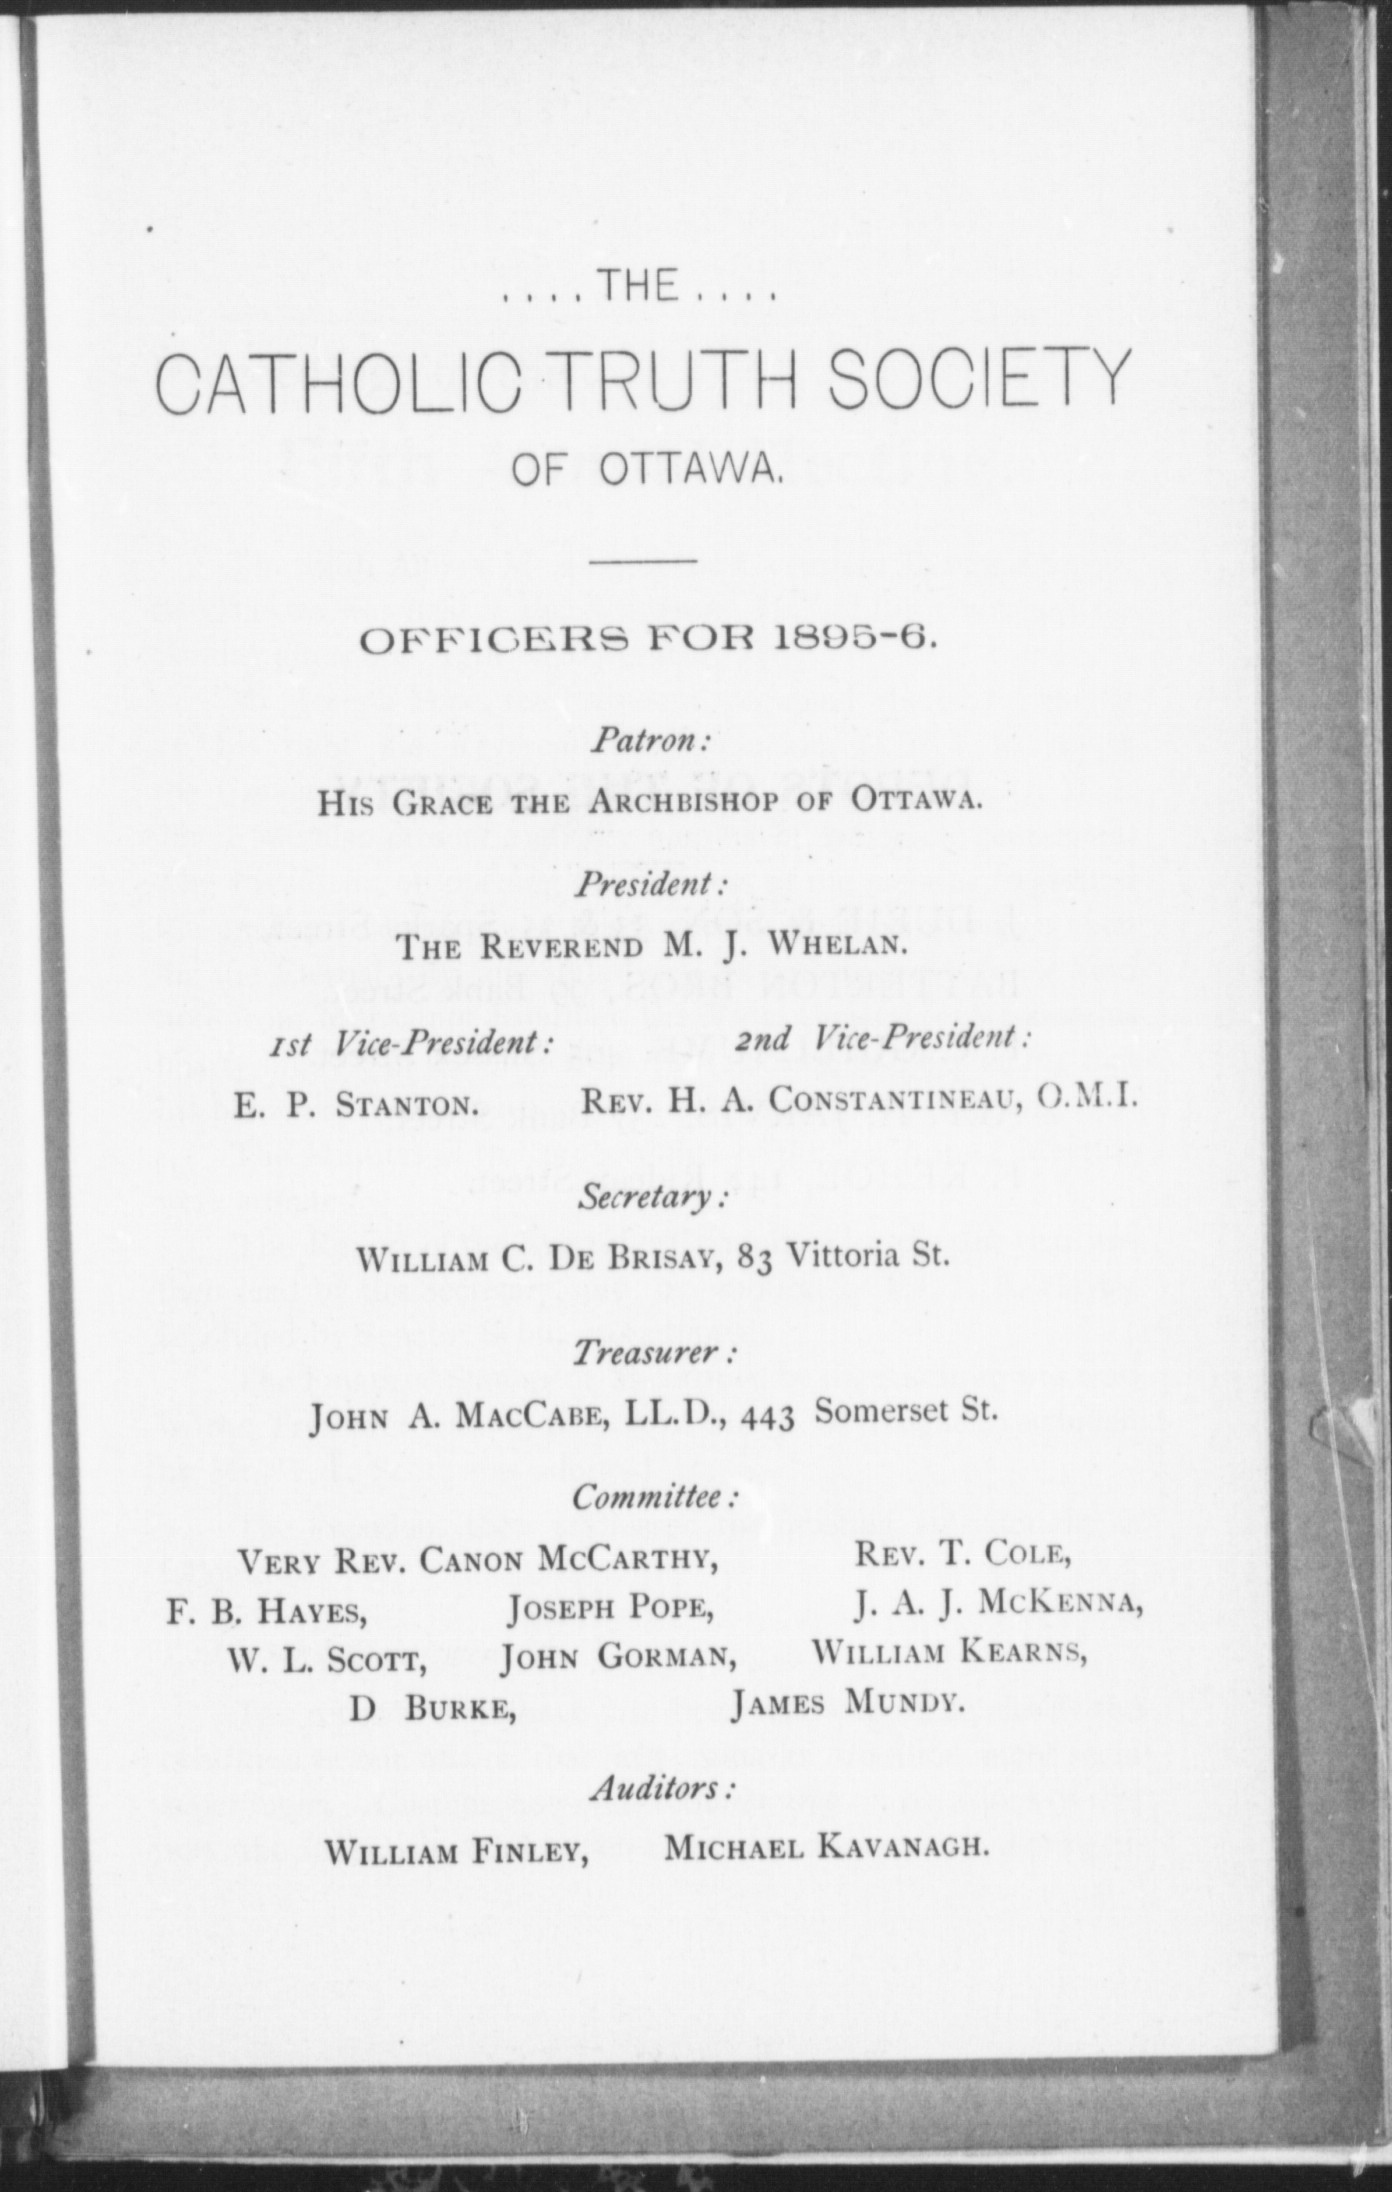 ....THE....
CATHOLIC TRUTH SOCIETY
OF OTTAWA.
OFFICERS FOR 1895-6.
Patron:
HIS GRACE THE ARCHBISHOP OF OTTAWA.
President:
THE REVEREND M. J. WHELAN.
1st Vice-President: 2nd Vice-President:
E. P. STANTON. REV. H. A. CONSTANTINEAU, O.M.I.
Secretary:
WILLIAM C. DE BRISAY, 83 Vittoria St.
Treasurer:
JOHN A. MACCABE, LL.D., 443 Somerset St.
Committee:
VERY REV. CANON MCCARTHY, REV. T. COLE,
F. B. HAYES, JOSEPH POPE, J. A. J. MCKENNA,
W. L. SCOTT, JOHN GORMAN, WILLIAM KEARNS,
D BURKE, JAMES MUNDY.
Auditors:
WILLIAM FINLEY, MICHAEL KAVANAGH.